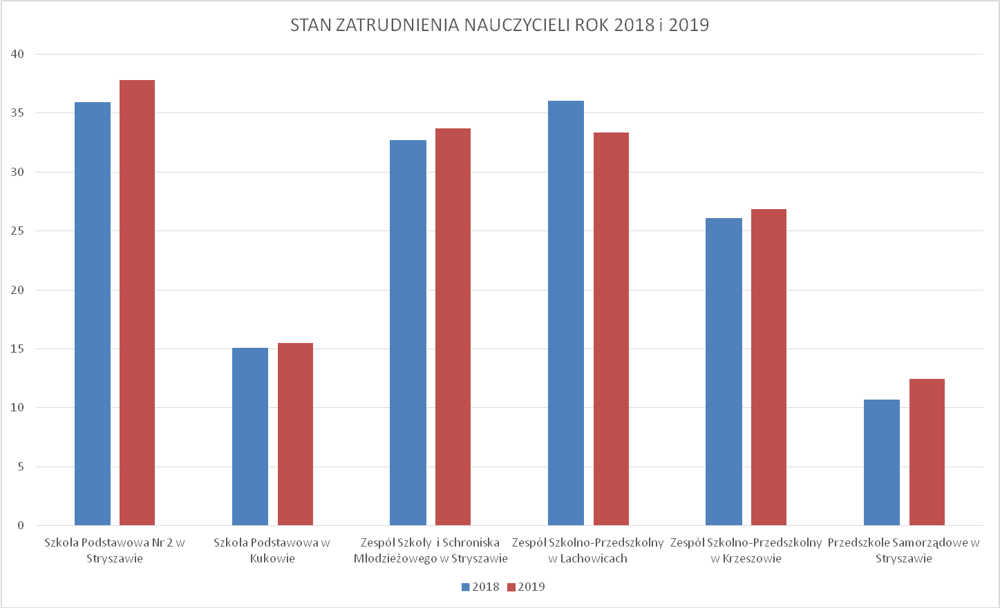 STAN ZATRUDNIENIA NAUCZYCIELI ROK 2018 i 2019
40
35
30
25
20
15
10
5
0
Szkoła Podstawowa Nr 2 w
Stryszawie
Szkoła Podstawowa w
Kukowie
Zespół Szkoły i Schroniska
Młodzieżowego w Stryszawie
Zespół Szkolno-Przedszkolny
w Lachowicach
Zespół Szkolno-Przedszkolny
w Krzeszowie
Przedszkole Samorządowe w
Stryszawie
2018
2019